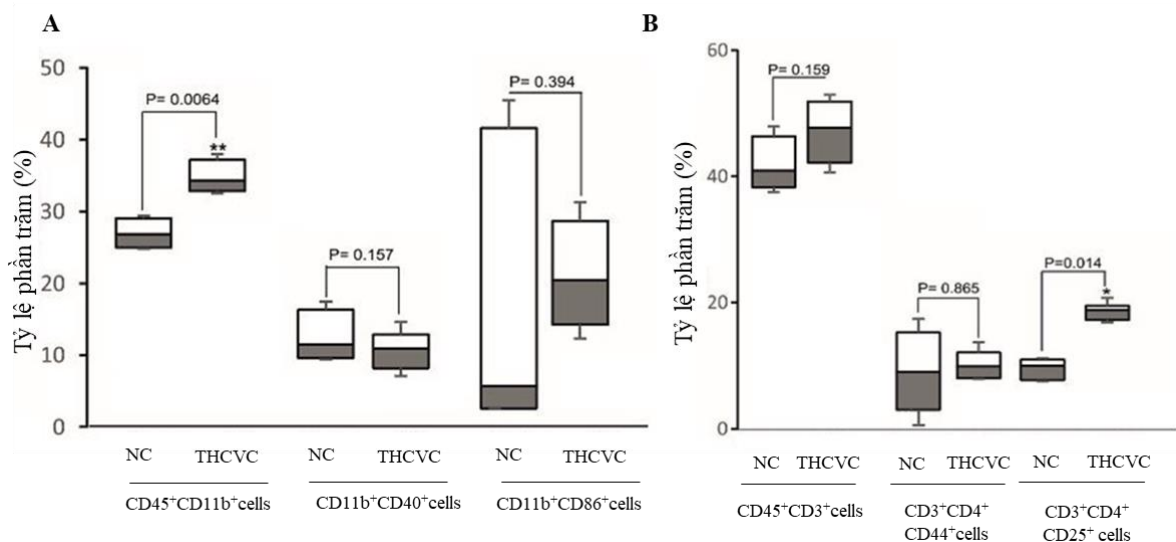 A
Tỷ lệ phần trăm (%)
50
40
30
20
10
0
P= 0.0064
**
P= 0.157
P= 0.394
NC THCVC NC THCVC NC THCVC
CD45⁺CD11b⁺cells CD11b⁺CD40⁺cells CD11b⁺CD86⁺cells
B
Tỷ lệ phần trăm (%)
60
40
20
0
P= 0.159
P= 0.865
P=0.014
*
NC THCVC NC THCVC NC THCVC
CD45⁺CD3⁺cells
CD3⁺CD4⁺
CD44⁺cells
CD3⁺CD4⁺
CD25⁺ cells